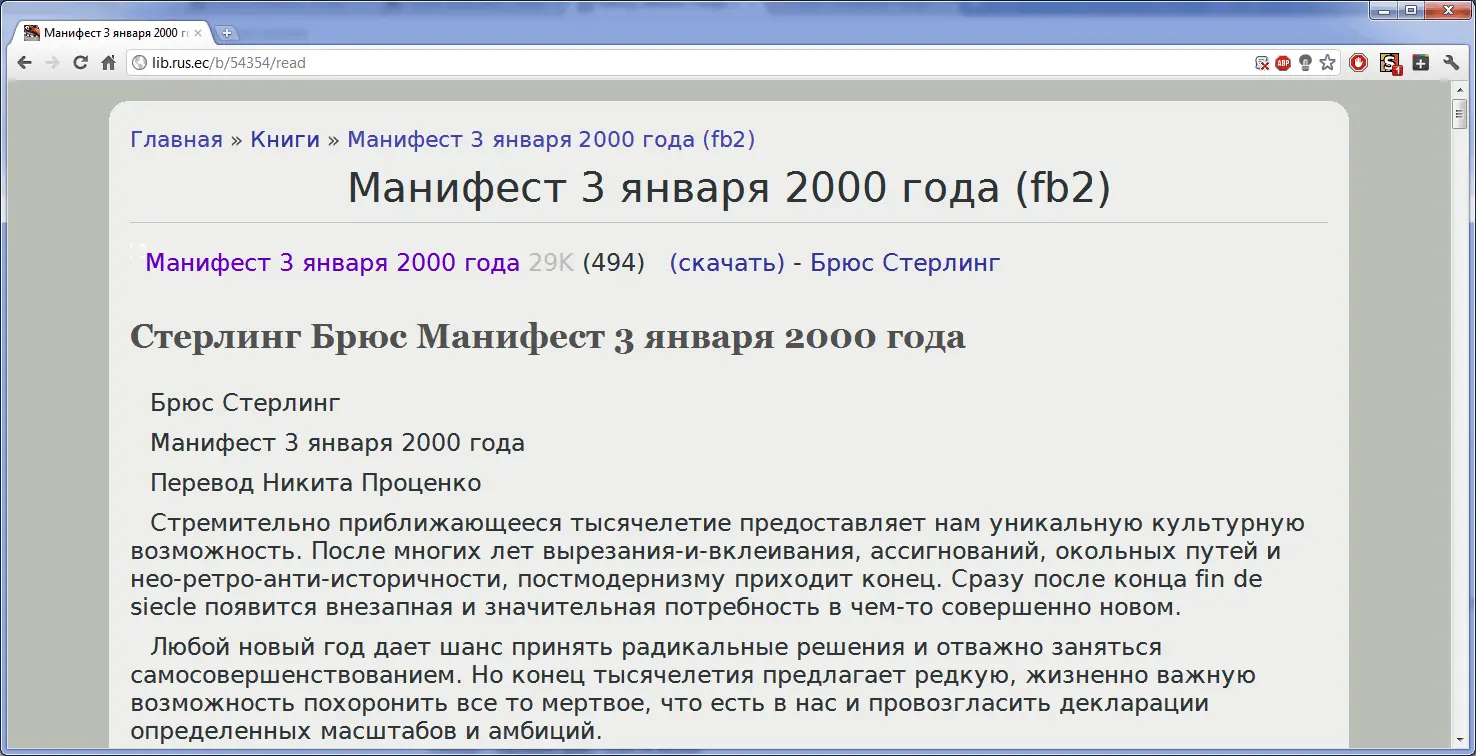 Манифест 3 января 2000 г
lib.rus.ec/b/54354/read
ABP
S 1
Главная » Книги » Манифест 3 января 2000 года (fb2)
Манифест 3 января 2000 года (fb2)
Манифест 3 января 2000 года 29K (494) (скачать) - Брюс Стерлинг
Стерлинг Брюс Манифест 3 января 2000 года
Брюс Стерлинг
Манифест 3 января 2000 года
Перевод Никита Проценко
Стремительно приближающееся тысячелетие предоставляет нам уникальную культурную
возможность. После многих лет вырезания-и-вклеивания, ассигнований, окольных путей и
нео-ретро-анти-историчности, постмодернизму приходит конец. Сразу после конца fin de
siecle появится внезапная и значительная потребность в чем-то совершенно новом.
Любой новый год дает шанс принять радикальные решения и отважно заняться
самосовершенствованием. Но конец тысячелетия предлагает редкую, жизненно важную
возможность похоронить все то мертвое, что есть в нас и провозгласить декларации
определенных масштабов и амбиций.